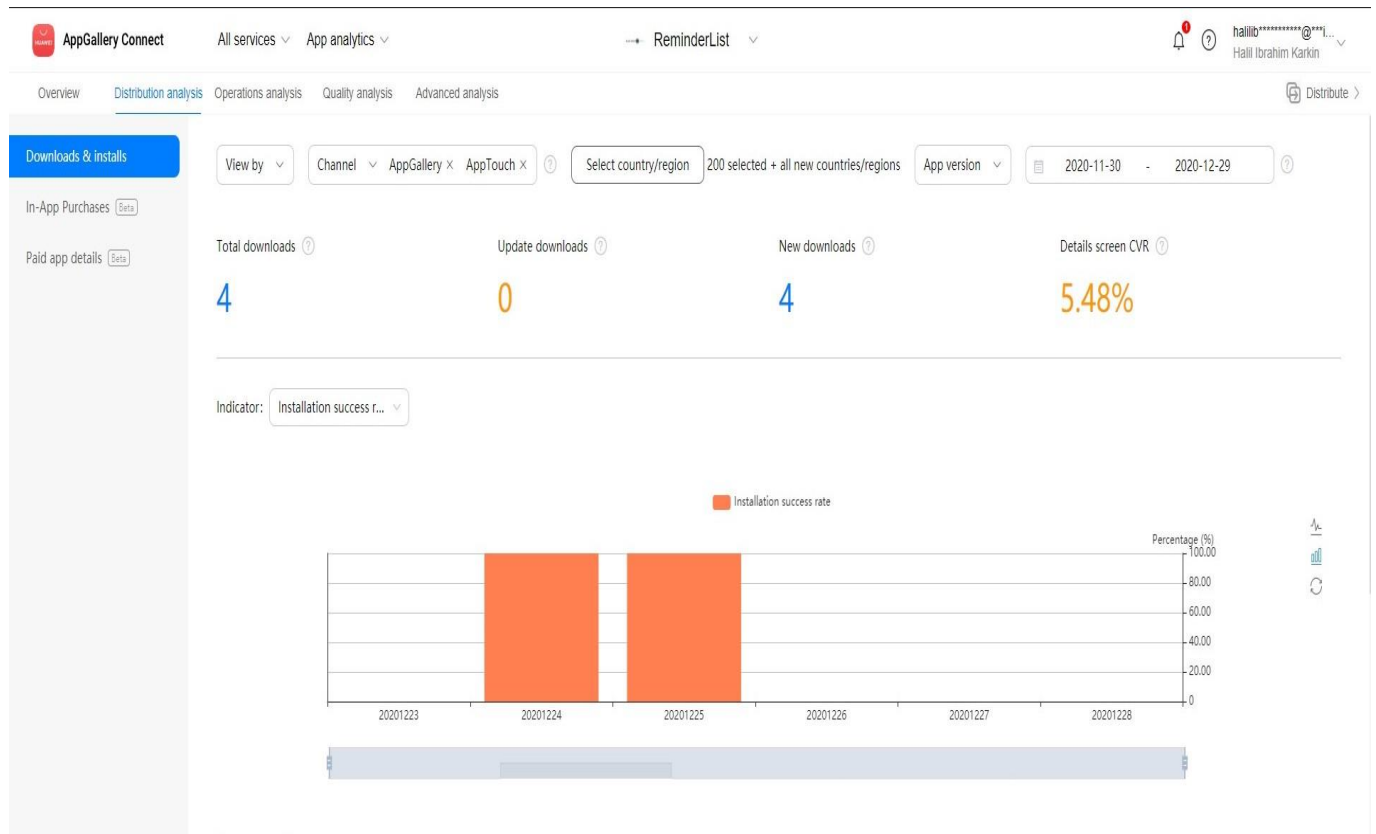 HUAWEI AppGallery Connect All services App analytics ReminderList 1 ? halilib***********@***i...
Halil Ibrahim Karkin
Overview Distribution analysis Operations analysis Quality analysis Advanced analysis Distribute
Downloads & installs
In-App Purchases Beta
Paid app details Beta
View by Channel AppGallery × AppTouch × ? Select country/region 200 selected + all new countries/regions App version 2020-11-30 - 2020-12-29 ?
Total downloads ? Update downloads ? New downloads ? Details screen CVR ?
4 0 4 5.48%
Indicator: Installation success r...
Installation success rate
Percentage (%)
100.00
80.00
60.00
40.00
20.00
0
20201223 20201224 20201225 20201226 20201227 20201228